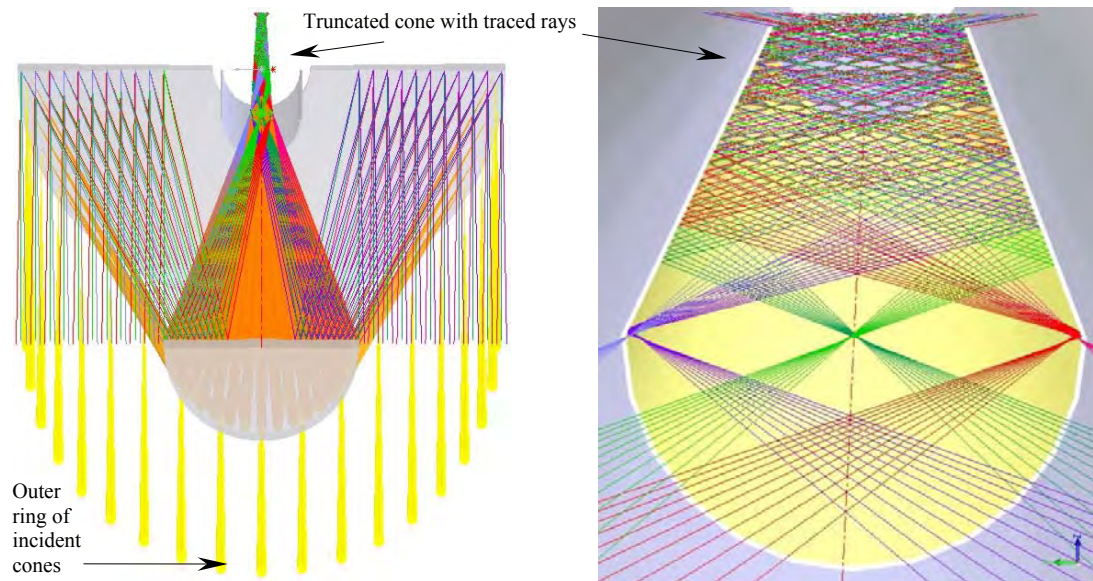 Truncated cone with traced rays
Outer
ring of
incident
cones